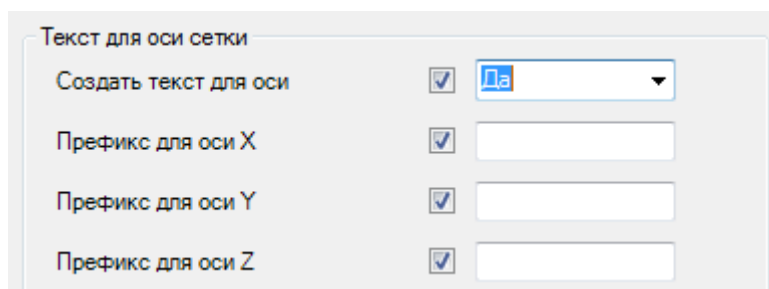 Текст для оси сетки
Создать текст для оси Да
Префикс для оси X
Префикс для оси Y
Префикс для оси Z